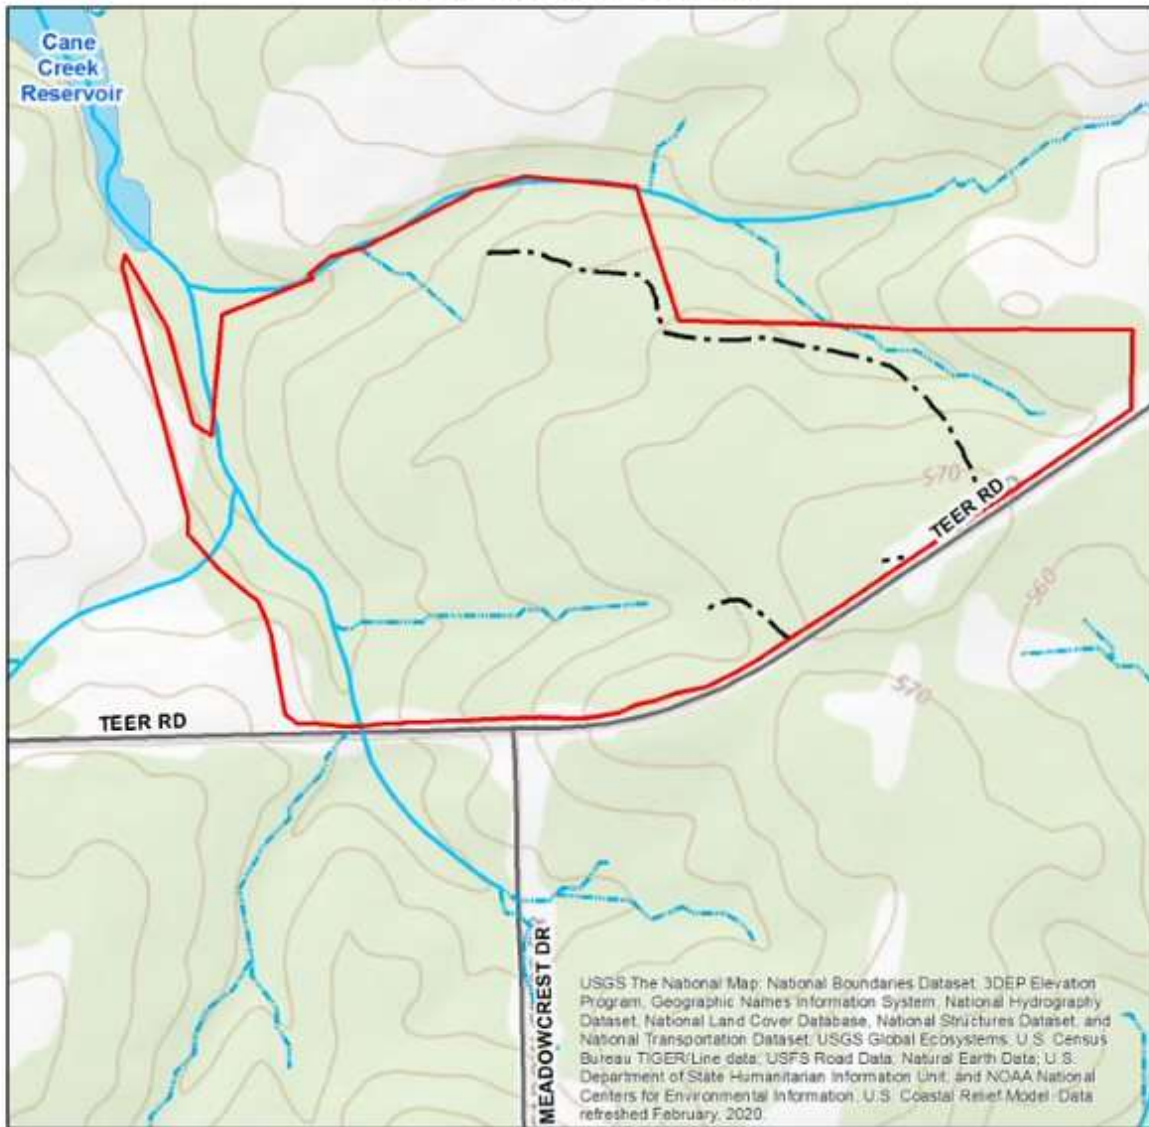 Cane
Creek
Reservoir
570
TEER RD
560
570
TEER RD
MEADOWCREST DR
USGS The National Map: National Boundaries Dataset, 3DEP Elevation
Program, Geographic Names Information System, National Hydrography
Dataset, National Land Cover Database, National Structures Dataset, and
National Transportation Dataset; USGS Global Ecosystems; U.S. Census
Bureau TIGER/Line data; USFS Road Data; Natural Earth Data; U.S.
Department of State Humanitarian Information Unit; and NOAA National
Centers for Environmental Information, U.S. Coastal Relief Model. Data
refreshed February, 2020.